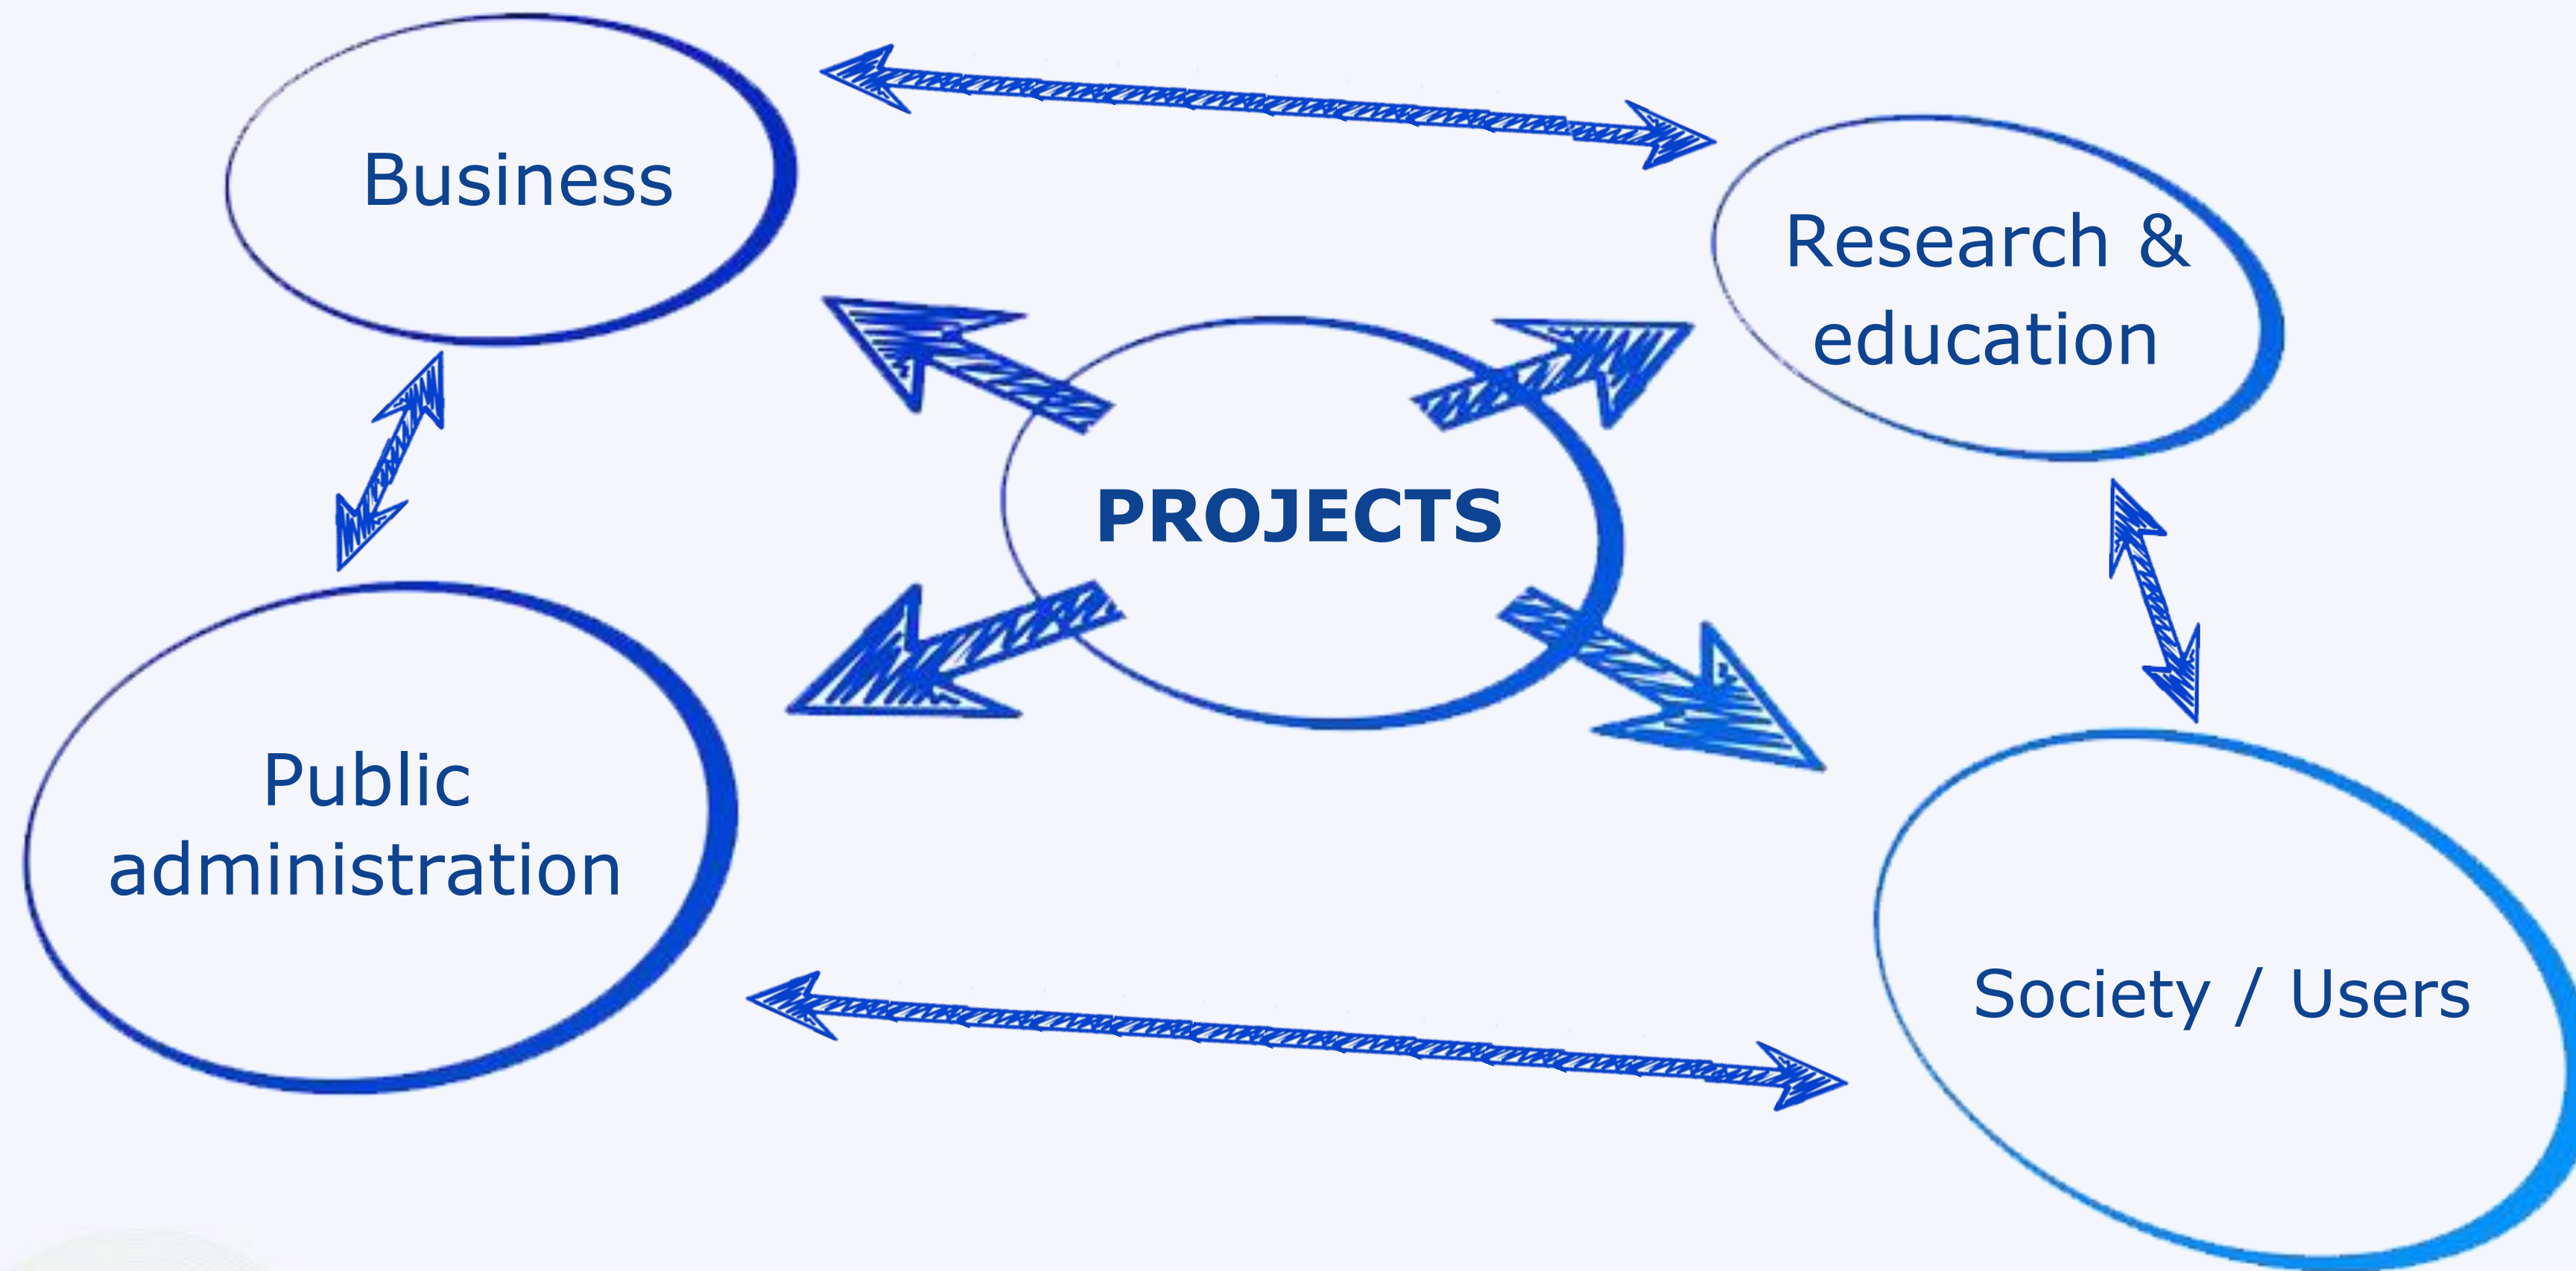 Business
Research &
education
PROJECTS
Public
administration
Society / Users